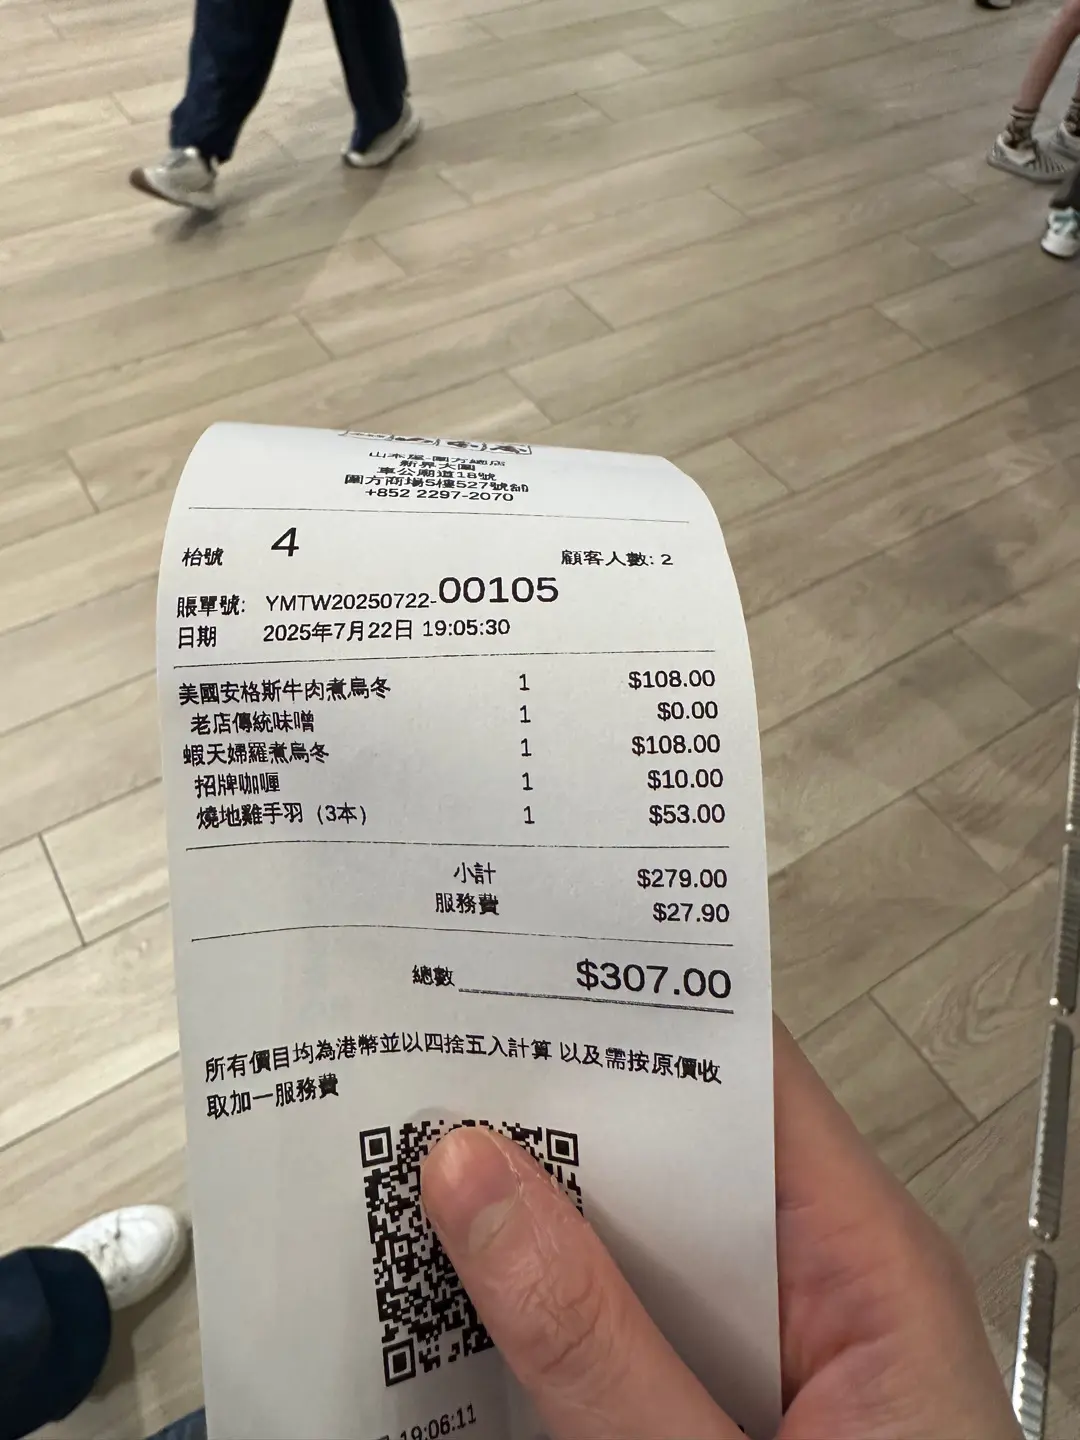 山禾屋-圍方總店
新界大圍
車公廟道18號
圍方商場5樓527號舖
+852 2297-2070
枱號 4 顧客人數: 2
賬單號: YMTW20250722-00105
日期 2025年7月22日 19:05:30
美國安格斯牛肉煮烏冬 1 $108.00
老店傳統味噌 1 $0.00
蝦天婦羅煮烏冬 1 $108.00
招牌咖喱 1 $10.00
燒地雞手羽（3本） 1 $53.00
小計 $279.00
服務費 $27.90
總數 $307.00
所有價目均為港幣並以四捨五入計算 以及需按原價收
取加一服務費
19:06:11